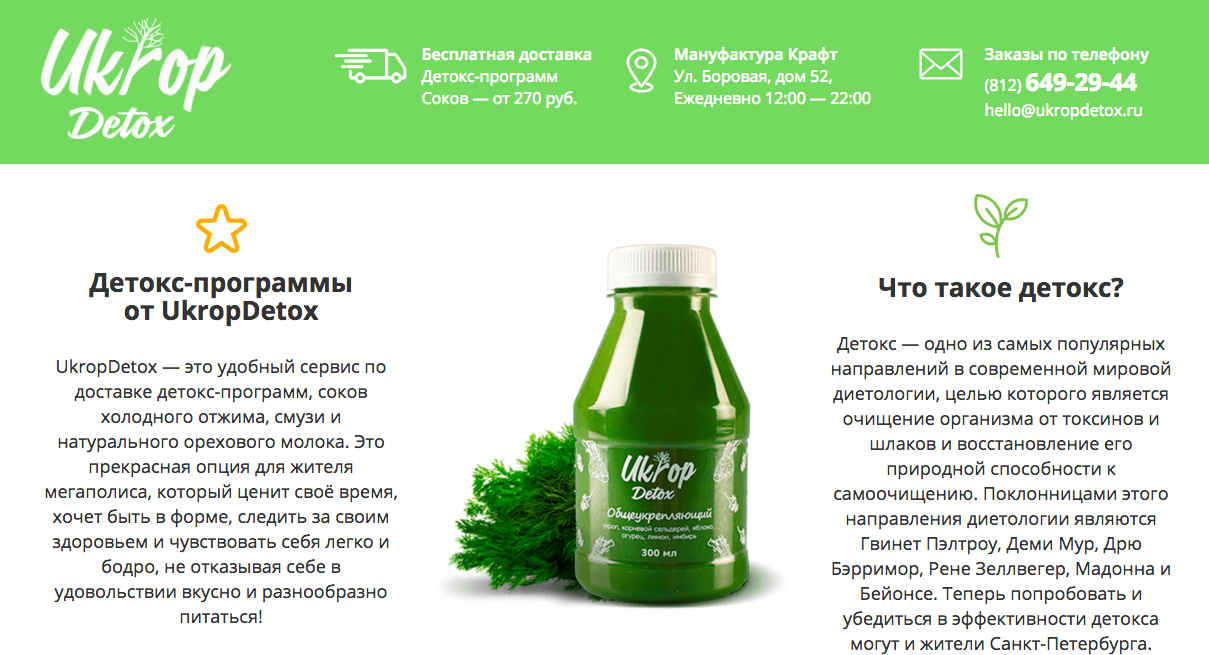 Ukrop
Detox
Бесплатная доставка
Детокс-программ
Соков — от 270 руб.
Мануфактура Крафт
Ул. Боровая, дом 52,
Ежедневно 12:00 — 22:00
Заказы по телефону
(812) 649-29-44
hello@ukropdetox.ru
Детокс-программы
от UkropDetox
UkropDetox — это удобный сервис по
доставке детокс-программ, соков
холодного отжима, смузи и
натурального орехового молока. Это
прекрасная опция для жителя
мегаполиса, который ценит своё время,
хочет быть в форме, следить за своим
здоровьем и чувствовать себя легко и
бодро, не отказывая себе в
удовольствии вкусно и разнообразно
питаться!
Ukrop
Detox
Общеукрепляющий
укроп, корневой сельдерей, яблоко,
огурец, лимон, имбирь
300 мл
Что такое детокс?
Детокс — одно из самых популярных
направлений в современной мировой
диетологии, целью которого является
очищение организма от токсинов и
шлаков и восстановление его
природной способности к
самоочищению. Поклонницами этого
направления диетологии являются
Гвинет Пэлтроу, Деми Мур, Дрю
Бэрримор, Рене Зеллвегер, Мадонна и
Бейонсе. Теперь попробовать и
убедиться в эффективности детокса
могут и жители Санкт-Петербурга.